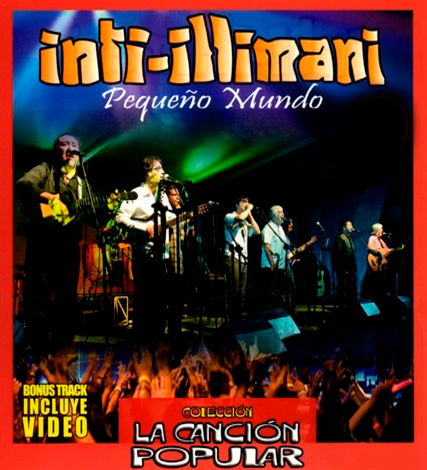 inti-illimani
Pequeño Mundo
BONUS TRACK
INCLUYE
VIDEO
COLECCIÓN
LA CANCIÓN
POPULAR